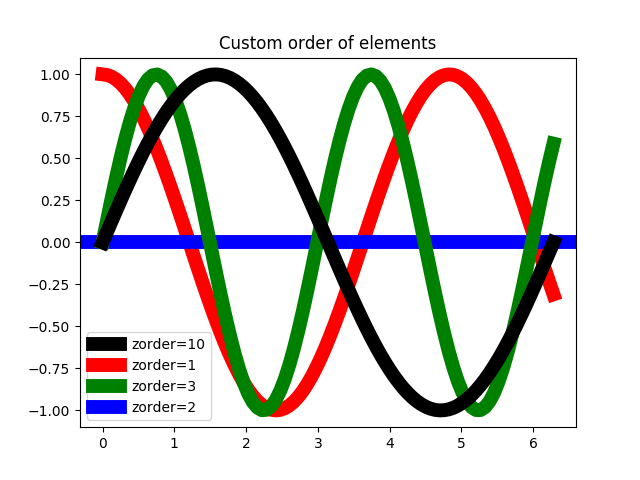 Custom order of elements
1.00
0.75
0.50
0.25
0.00
−0.25
−0.50
−0.75
−1.00
zorder=10
zorder=1
zorder=3
zorder=2
0 1 2 3 4 5 6